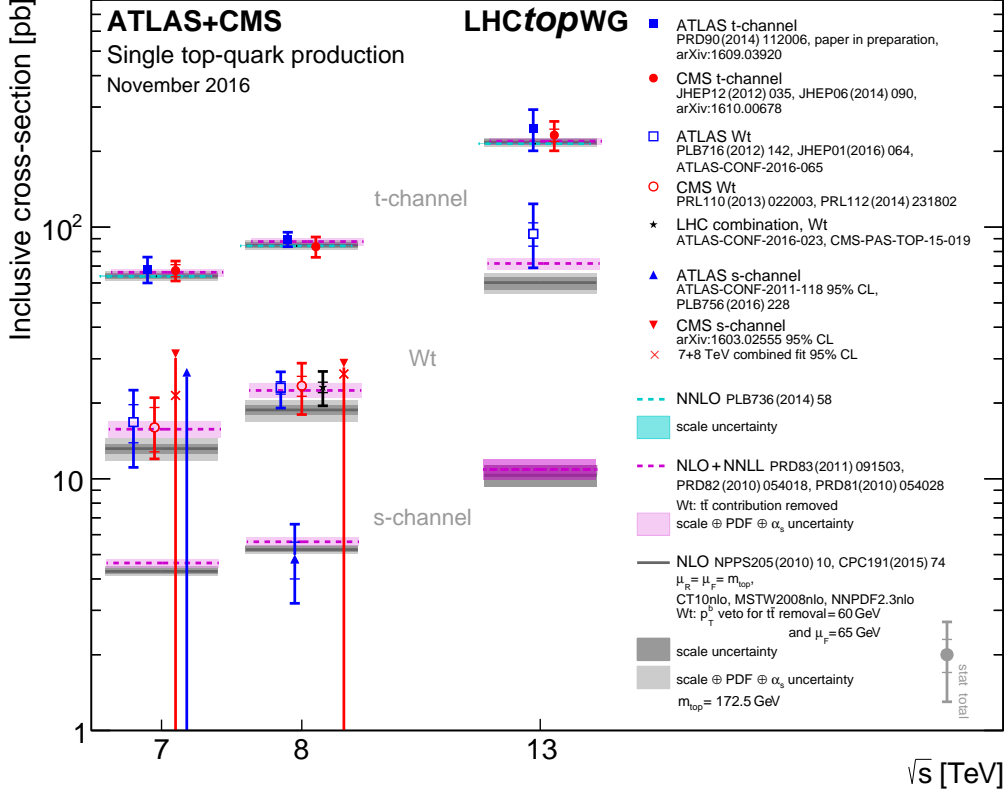 Inclusive cross-section [pb]
ATLAS+CMS
Single top-quark production
November 2016
LHCtopWG
10²
10
1
7
8
13
√s [TeV]
t-channel
Wt
s-channel
ATLAS t-channel
PRD90(2014) 112006, paper in preparation,
arXiv:1609.03920
CMS t-channel
JHEP12(2012) 035, JHEP06(2014) 090,
arXiv:1610.00678
ATLAS Wt
PLB716(2012) 142, JHEP01(2016) 064,
ATLAS-CONF-2016-065
CMS Wt
PRL110(2013) 022003, PRL112(2014) 231802
LHC combination, Wt
ATLAS-CONF-2016-023, CMS-PAS-TOP-15-019
ATLAS s-channel
ATLAS-CONF-2011-118 95% CL,
PLB756(2016) 228
CMS s-channel
arXiv:1603.02555 95% CL
7+8 TeV combined fit 95% CL
NNLO PLB736(2014) 58
scale uncertainty
NLO+NNLL PRD83(2011) 091503,
PRD82(2010) 054018, PRD81(2010) 054028
Wt: tt̄ contribution removed
scale ⊕ PDF ⊕ αs uncertainty
NLO NPPS205(2010) 10, CPC191(2015) 74
μR = μF = mtop,
CT10nlo, MSTW2008nlo, NNPDF2.3nlo
Wt: pTb veto for tt̄ removal=60 GeV
and μF=65 GeV
scale uncertainty
scale ⊕ PDF ⊕ αs uncertainty
mtop = 172.5 GeV
stat total